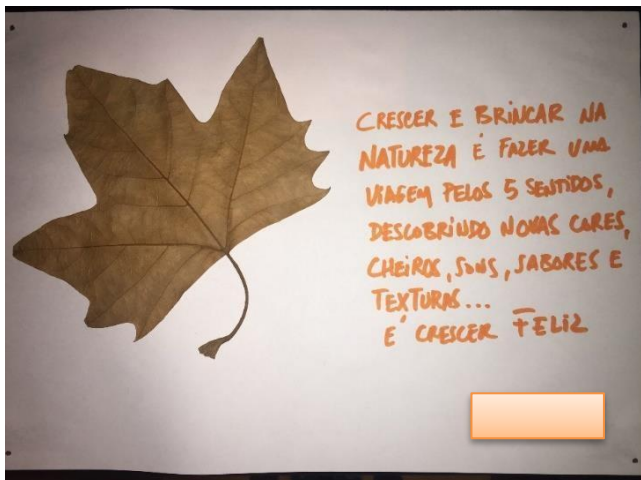 CRESCER E BRINCAR NA
NATUREZA É FAZER UMA
VIAGEM PELOS 5 SENTIDOS,
DESCOBRINDO NOVAS CORES,
CHEIROS, SONS, SABORES E
TEXTURAS...
É CRESCER FELIZ